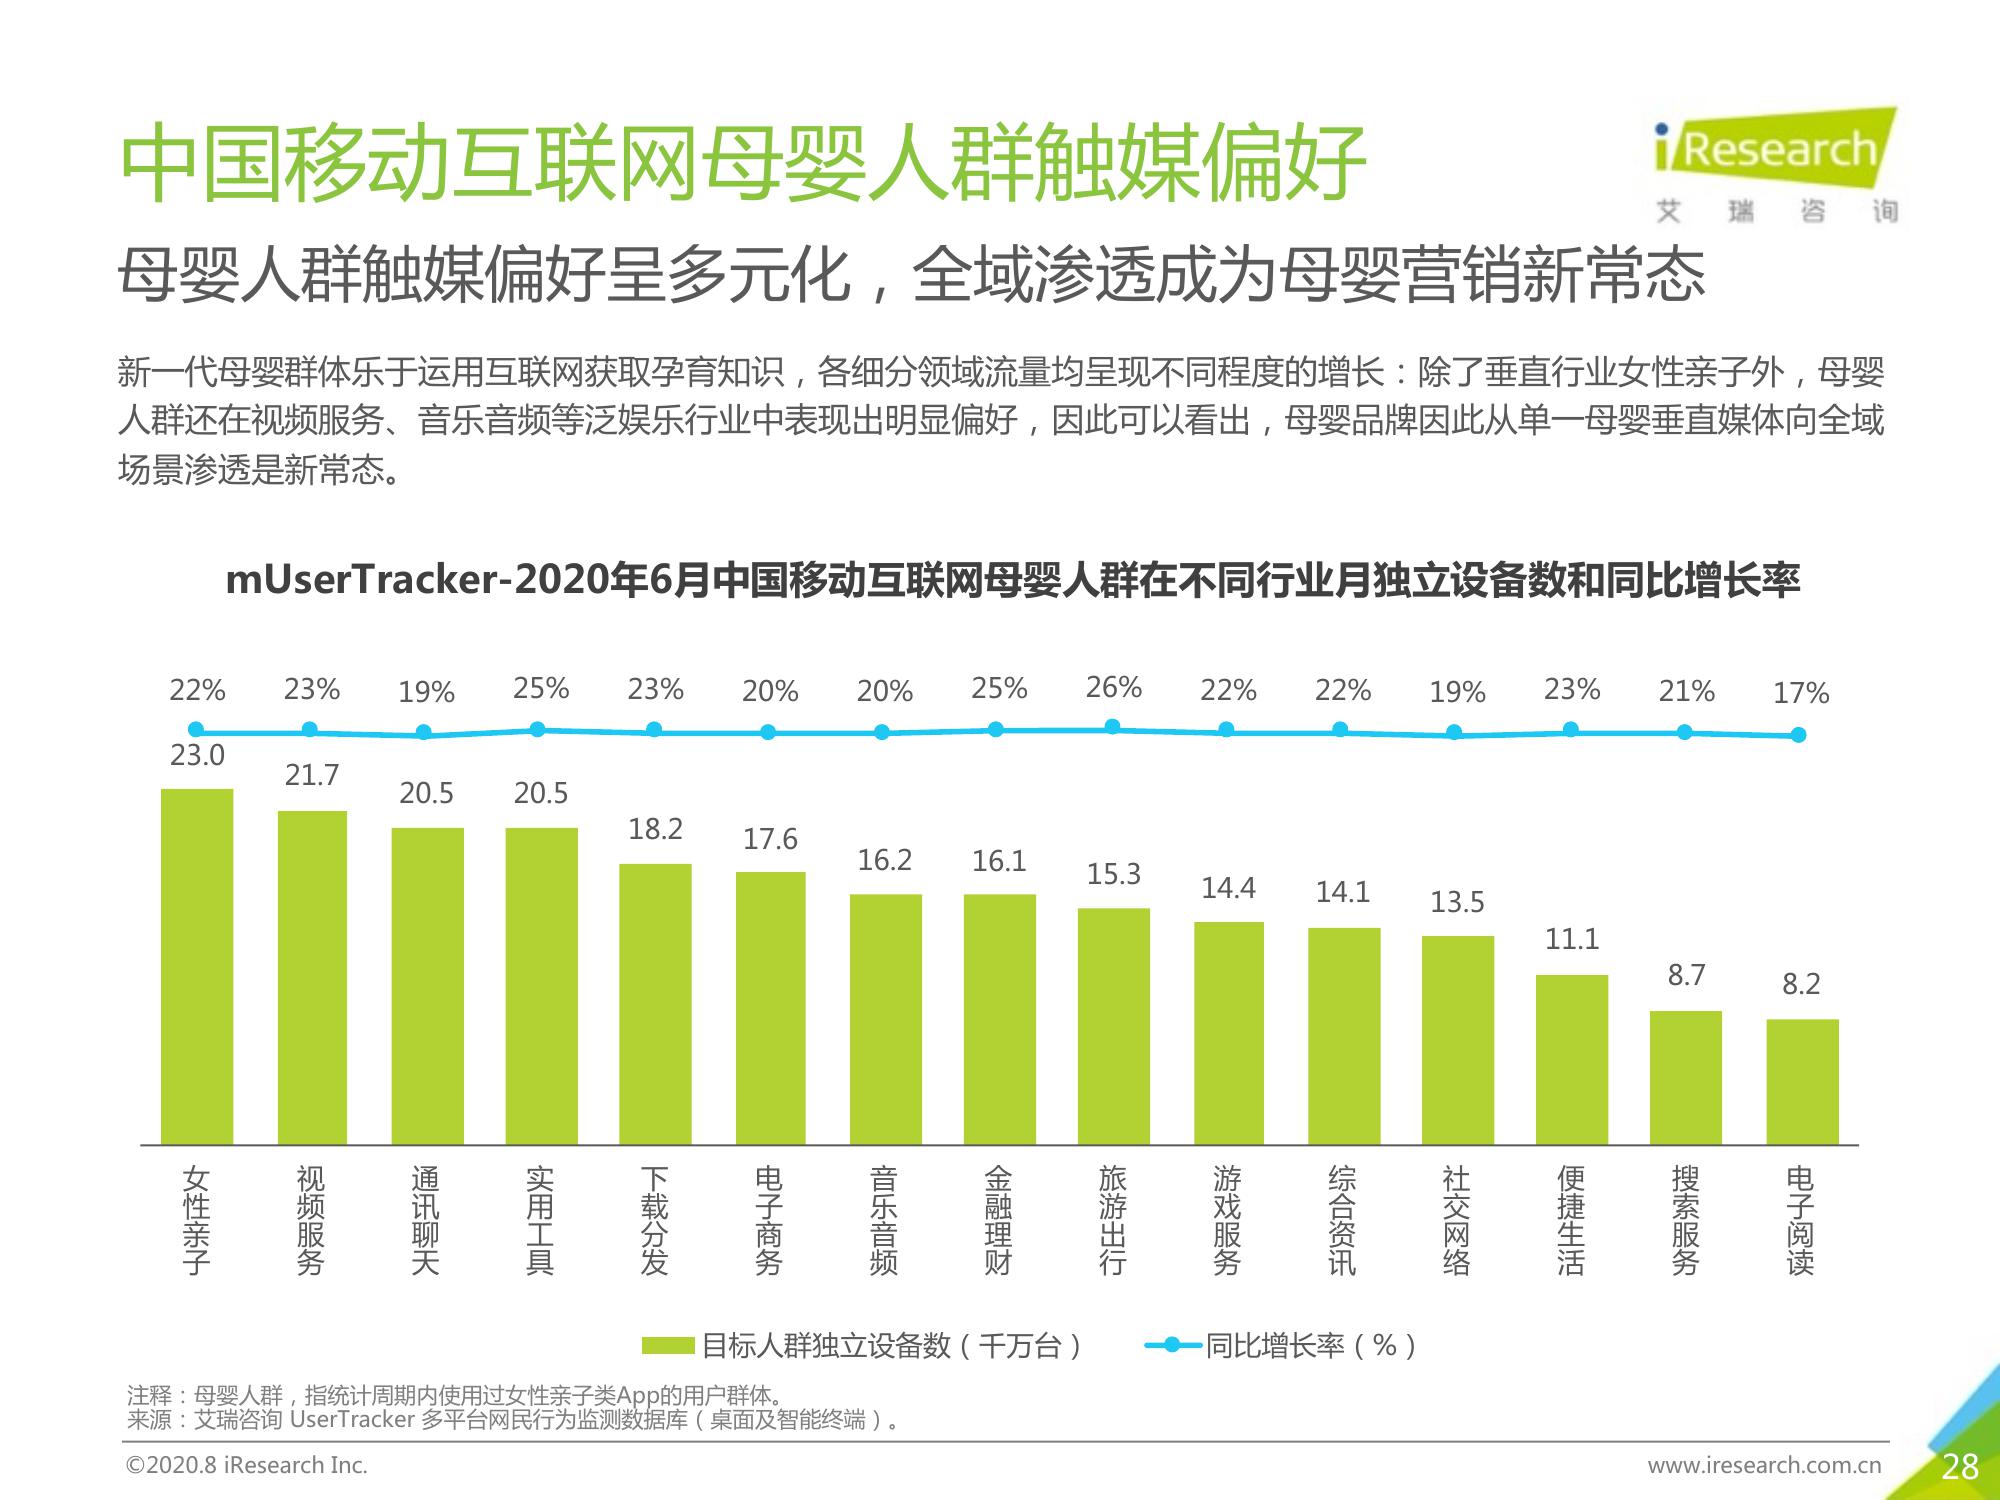 中国移动互联网母婴人群触媒偏好
iResearch
艾瑞咨询
母婴人群触媒偏好呈多元化，全域渗透成为母婴营销新常态
新一代母婴群体乐于运用互联网获取孕育知识，各细分领域流量均呈现不同程度的增长：除了垂直行业女性亲子外，母婴
人群还在视频服务、音乐音频等泛娱乐行业中表现出明显偏好，因此可以看出，母婴品牌因此从单一母婴垂直媒体向全域
场景渗透是新常态。
mUserTracker-2020年6月中国移动互联网母婴人群在不同行业月独立设备数和同比增长率
22% 23% 19% 25% 23% 20% 20% 25% 26% 22% 22% 19% 23% 21% 17%
23.0 21.7 20.5 20.5 18.2 17.6 16.2 16.1 15.3 14.4 14.1 13.5 11.1 8.7 8.2
女性亲子
视频服务
通讯聊天
实用工具
下载分发
电子商务
音乐音频
金融理财
旅游出行
游戏服务
综合资讯
社交网络
便捷生活
搜索服务
电子阅读
目标人群独立设备数（千万台） 同比增长率（%）
注释：母婴人群，指统计周期内使用过女性亲子类App的用户群体。
来源：艾瑞咨询 UserTracker 多平台网民行为监测数据库（桌面及智能终端）。
©2020.8 iResearch Inc. www.iresearch.com.cn 28